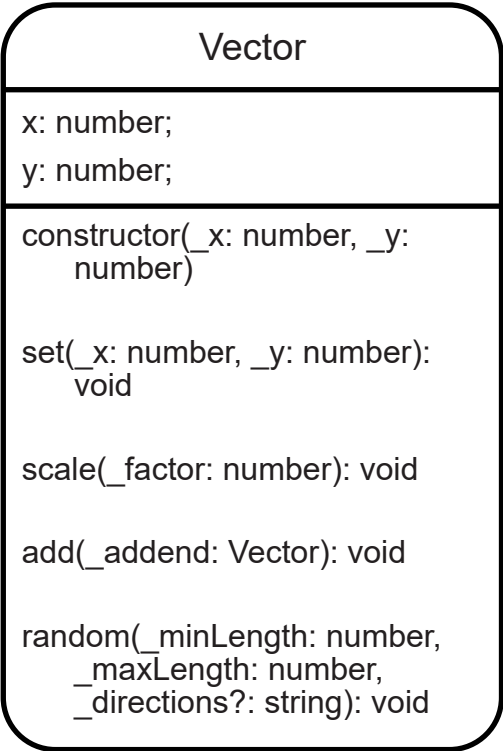 Vector
x: number;
y: number;
constructor(_x: number, _y:
number)
set(_x: number, _y: number):
void
scale(_factor: number): void
add(_addend: Vector): void
random(_minLength: number,
_maxLength: number,
_directions?: string): void